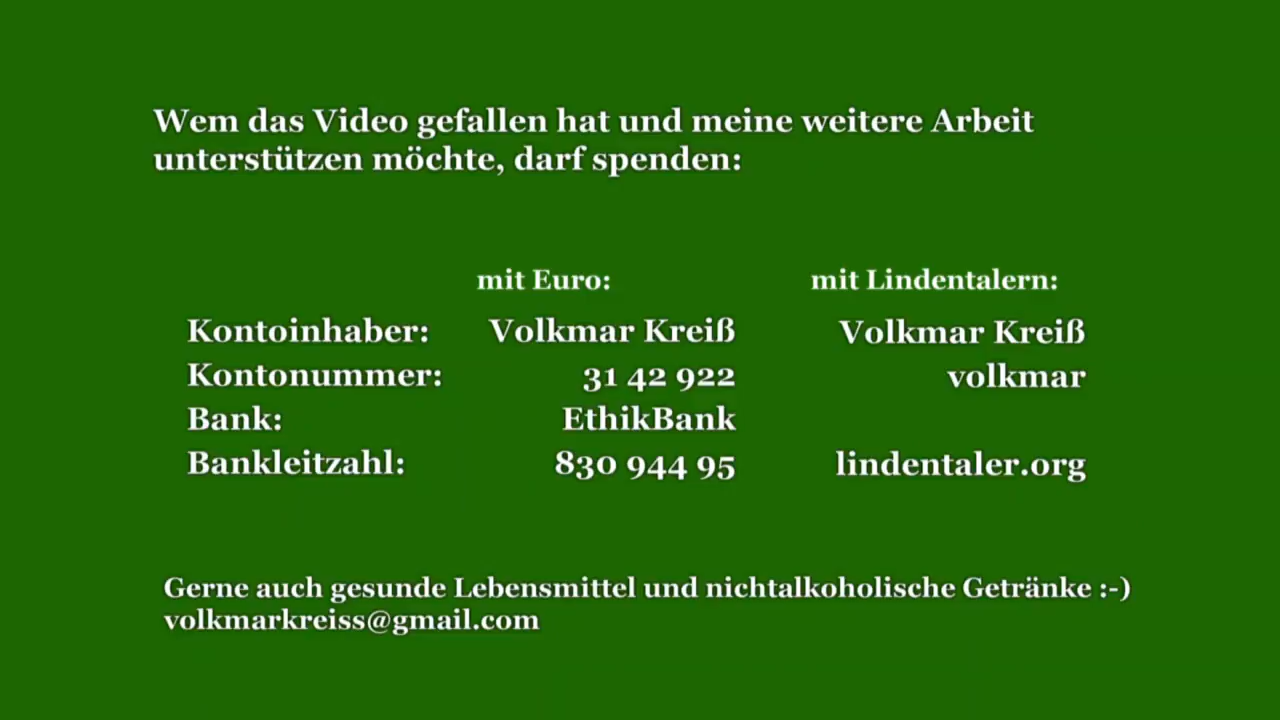 Wem das Video gefallen hat und meine weitere Arbeit
unterstützen möchte, darf spenden:
mit Euro: mit Lindentalern:
Kontoinhaber: Volkmar Kreiß Volkmar Kreiß
Kontonummer: 31 42 922 volkmar
Bank: EthikBank
Bankleitzahl: 830 944 95 lindentaler.org
Gerne auch gesunde Lebensmittel und nichtalkoholische Getränke :-)
volkmarkreiss@gmail.com